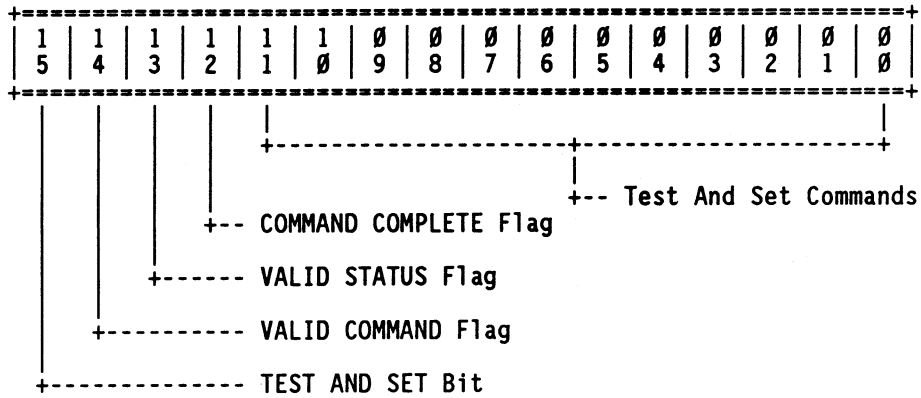 +===============================================================+
| 1 | 1 | 1 | 1 | 1 | 1 | Ø | Ø | Ø | Ø | Ø | Ø | Ø | Ø | Ø | Ø |
| 5 | 4 | 3 | 2 | 1 | Ø | 9 | 8 | 7 | 6 | 5 | 4 | 3 | 2 | 1 | Ø |
+===============================================================+
+-- Test And Set Commands
+-- COMMAND COMPLETE Flag
+------ VALID STATUS Flag
+---------- VALID COMMAND Flag
+-------------- TEST AND SET Bit